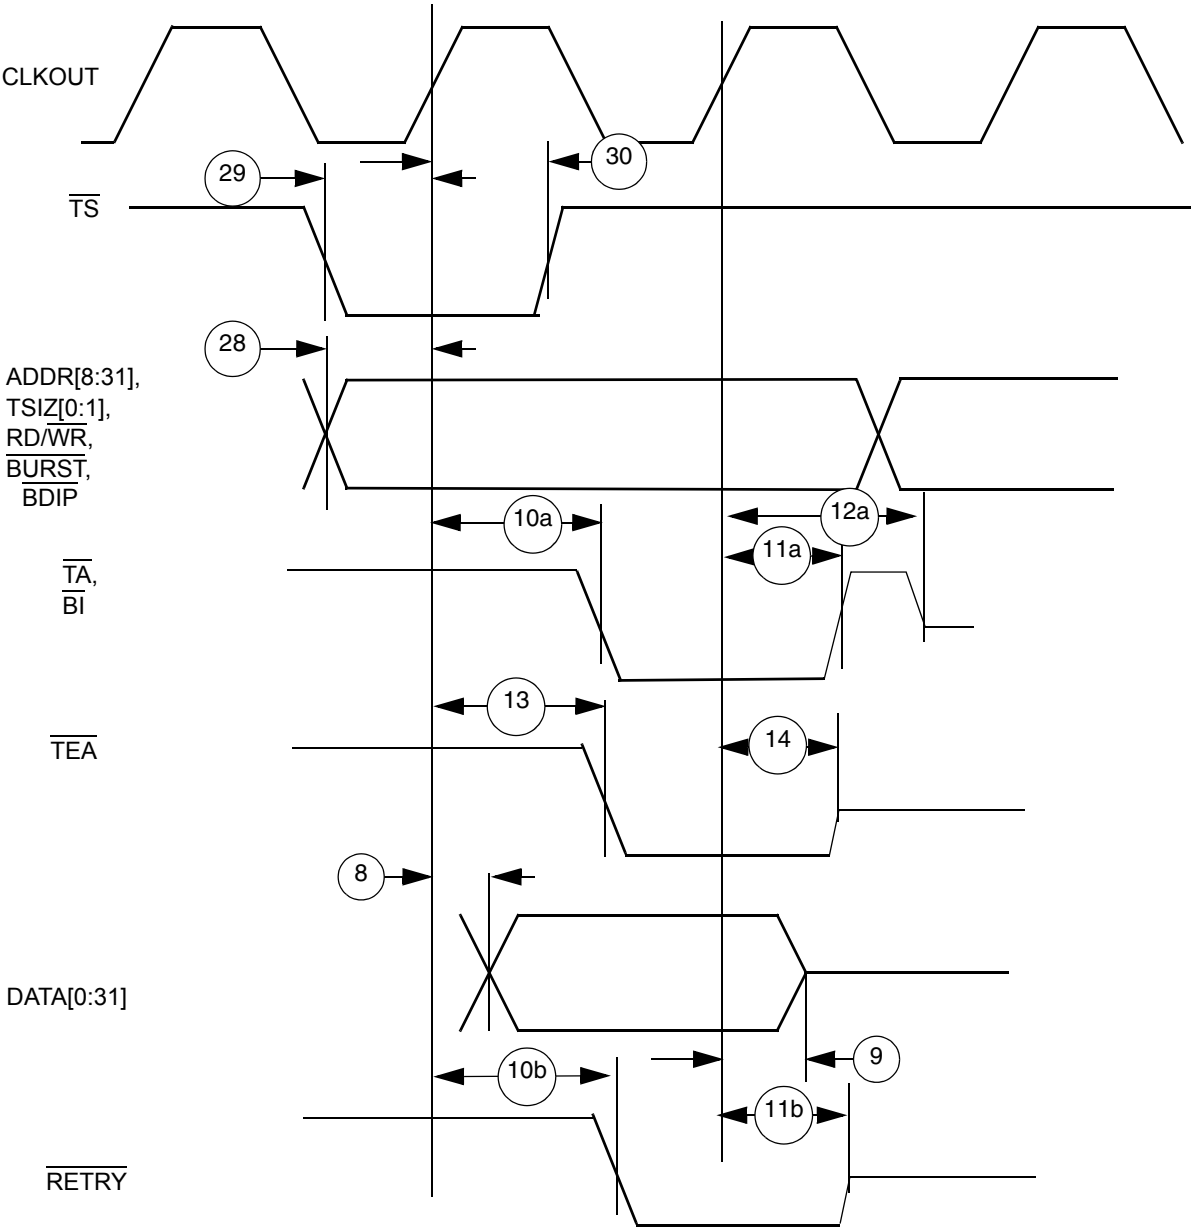 CLKOUT
30
29
TS
28
ADDR[8:31],
TSIZ[0:1],
RD/WR,
BURST,
BDIP
10a
12a
11a
TA,
BI
13
14
TEA
8
DATA[0:31]
9
10b
11b
RETRY